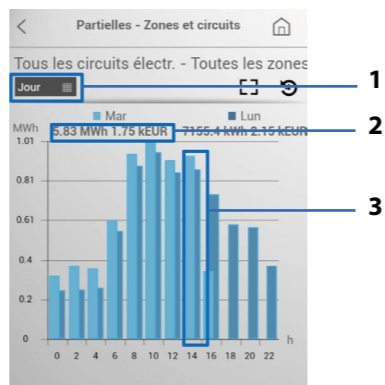 Partielles - Zones et circuits
Tous les circuits électr. - Toutes les zones
Jour
1
Mar
Lun
MWh
5.83 MWh 1.75 kEUR
7155.4 kWh 2.15 kEUR
2
1.01
0.81
0.61
0.4
0.2
0
3
h
0 2 4 6 8 10 12 14 16 18 20 22